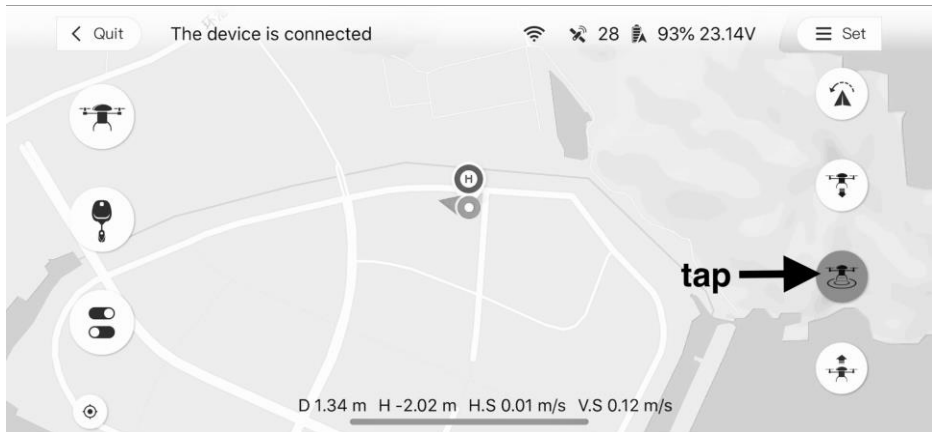 Quit
The device is connected
28
93% 23.14V
Set
H
tap
D 1.34 m H -2.02 m H.S 0.01 m/s V.S 0.12 m/s